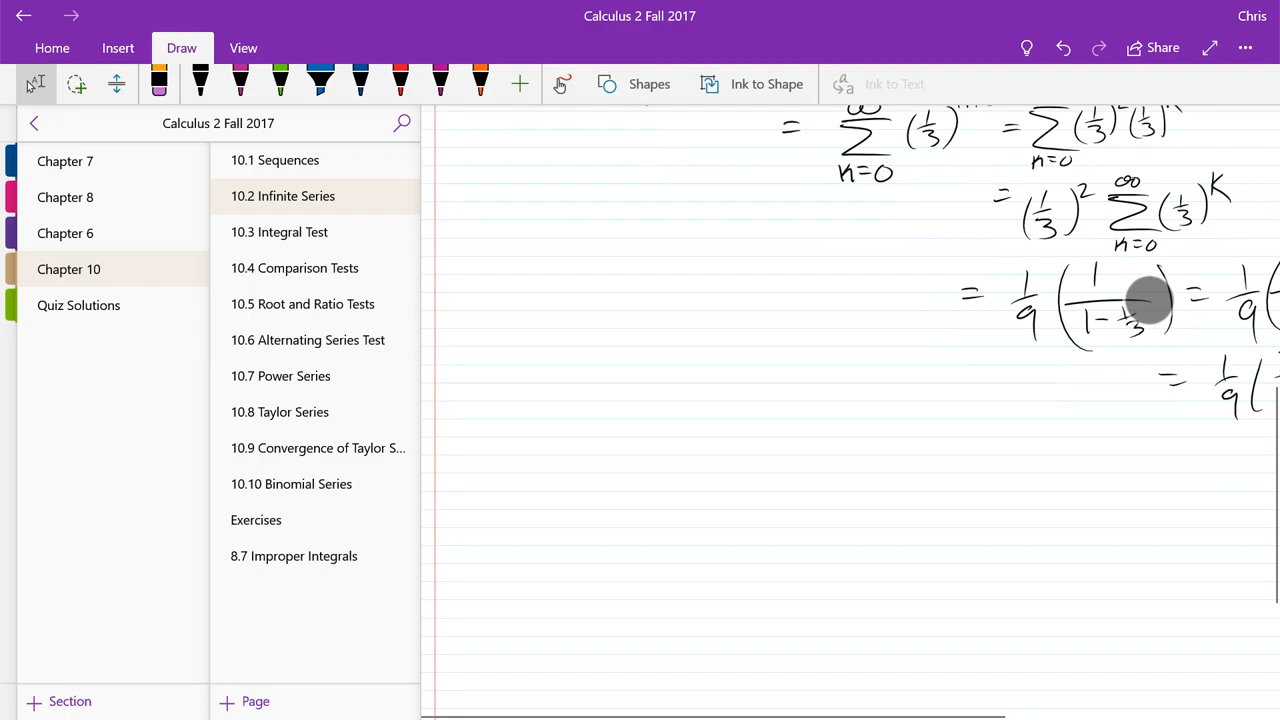 Calculus 2 Fall 2017
Chris
Home Insert Draw View
Share
Shapes Ink to Shape Ink to Text
Calculus 2 Fall 2017
Chapter 7
Chapter 8
Chapter 6
Chapter 10
Quiz Solutions
10.1 Sequences
10.2 Infinite Series
10.3 Integral Test
10.4 Comparison Tests
10.5 Root and Ratio Tests
10.6 Alternating Series Test
10.7 Power Series
10.8 Taylor Series
10.9 Convergence of Taylor S...
10.10 Binomial Series
Exercises
8.7 Improper Integrals
Section
Page
= ∞ ∑ K=0 (1/3) = ∑ K=0 (1/3)² (1/3)^K
= (1/3)² ∞ ∑ K=0 (1/3)^K
= 1/9 (1/(1 - 1/3)) = 1/9 (
= 1/9 (